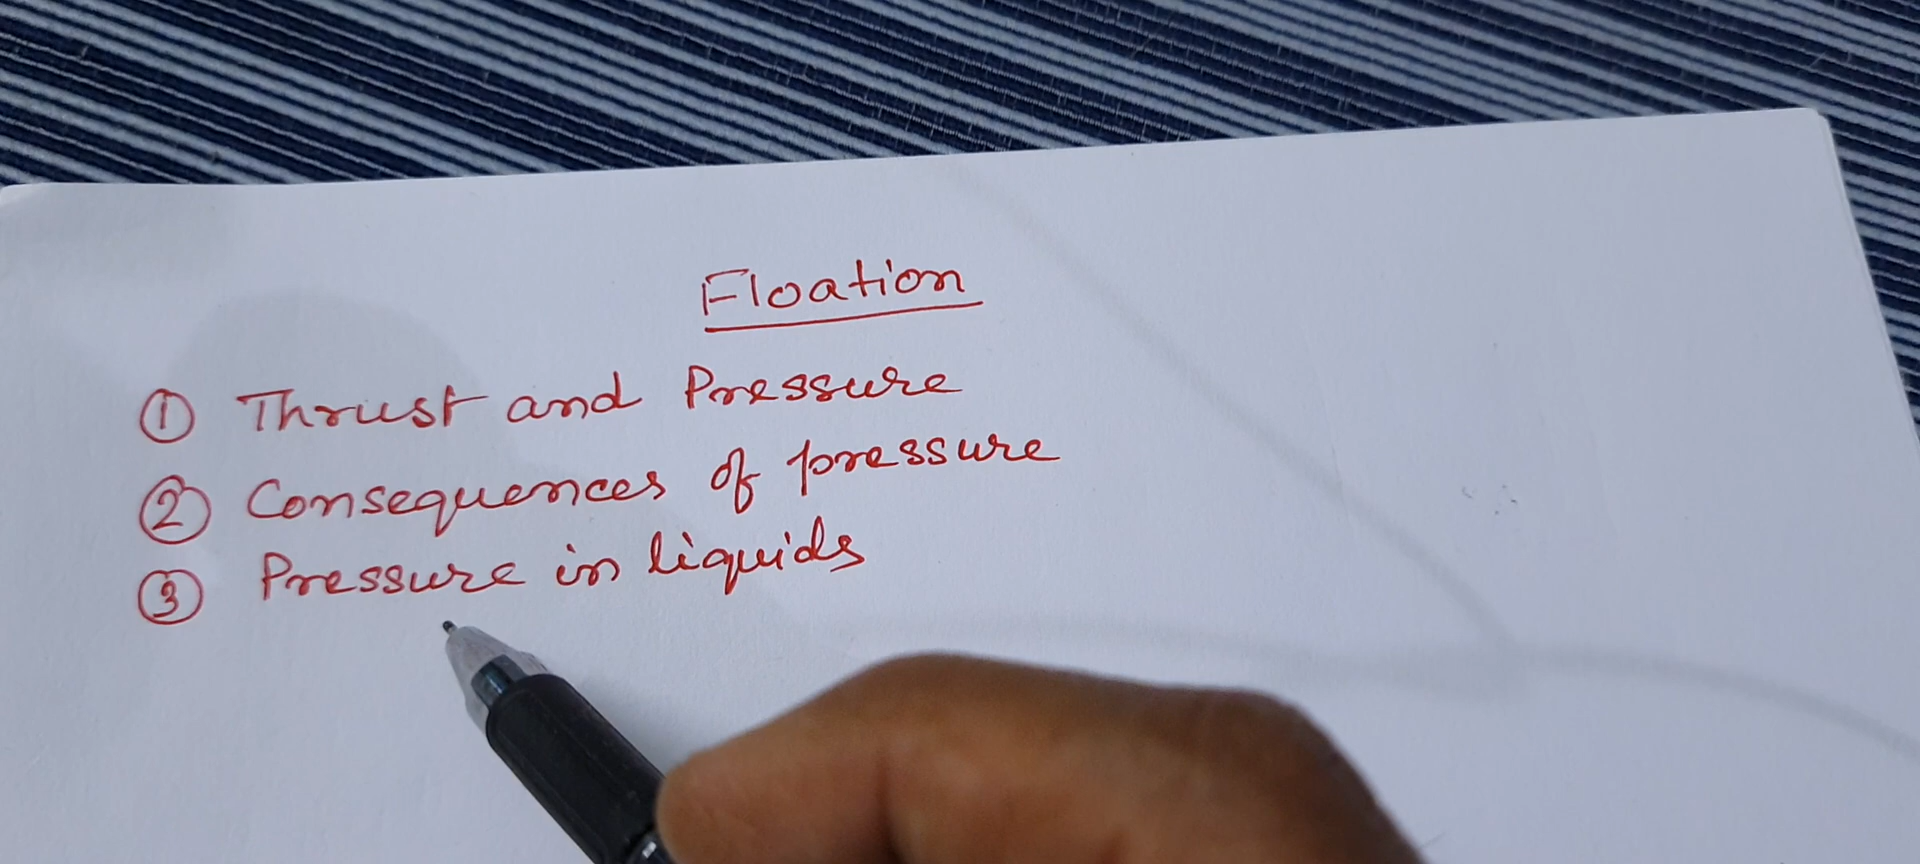 Floation
① Thrust and Pressure
② Consequences of pressure
③ Pressure in liquids